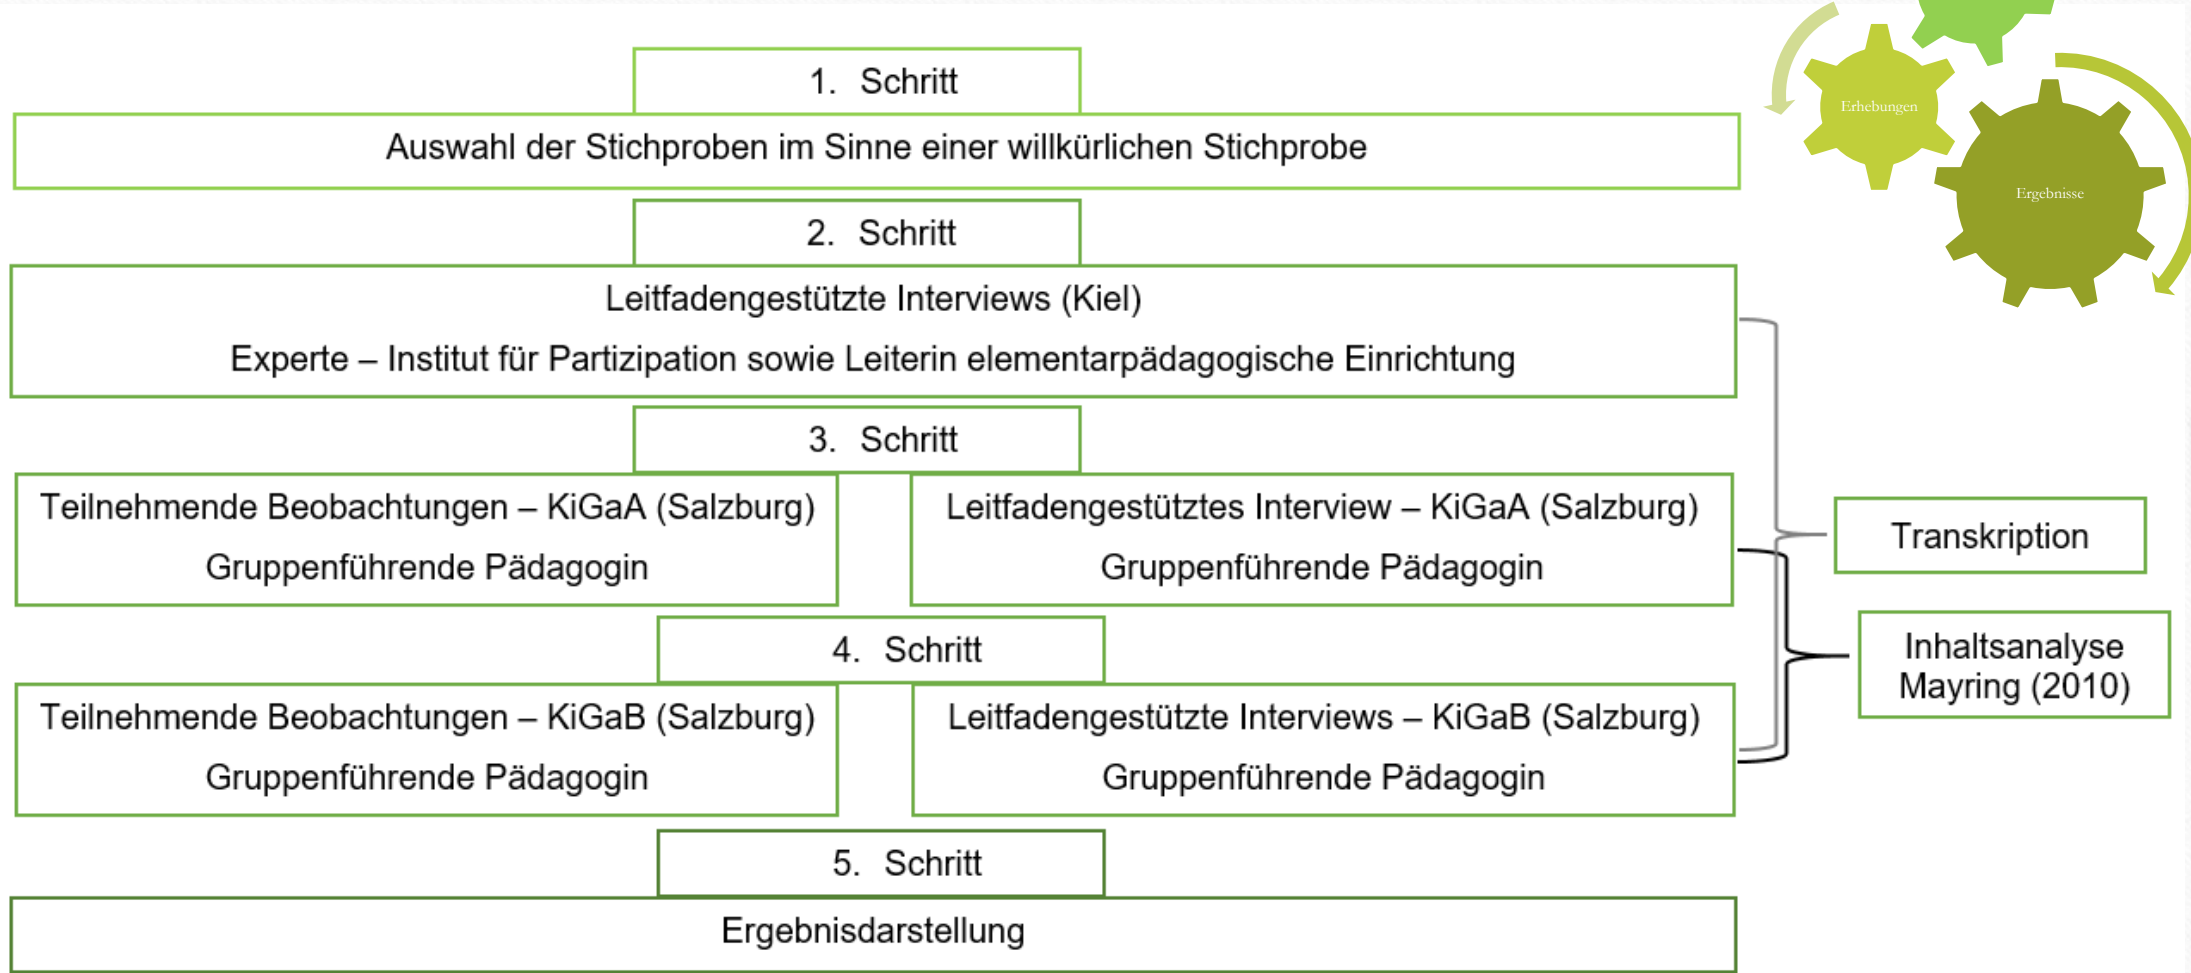 1. Schritt
Auswahl der Stichproben im Sinne einer willkürlichen Stichprobe
2. Schritt
Leitfadengestützte Interviews (Kiel)
Experte – Institut für Partizipation sowie Leiterin elementarpädagogische Einrichtung
3. Schritt
Teilnehmende Beobachtungen – KiGaA (Salzburg)
Gruppenführende Pädagogin
Leitfadengestütztes Interview – KiGaA (Salzburg)
Gruppenführende Pädagogin
4. Schritt
Teilnehmende Beobachtungen – KiGaB (Salzburg)
Gruppenführende Pädagogin
Leitfadengestützte Interviews – KiGaB (Salzburg)
Gruppenführende Pädagogin
5. Schritt
Ergebnisdarstellung
Transkription
Inhaltsanalyse
Mayring (2010)
Erhebungen
Ergebnisse